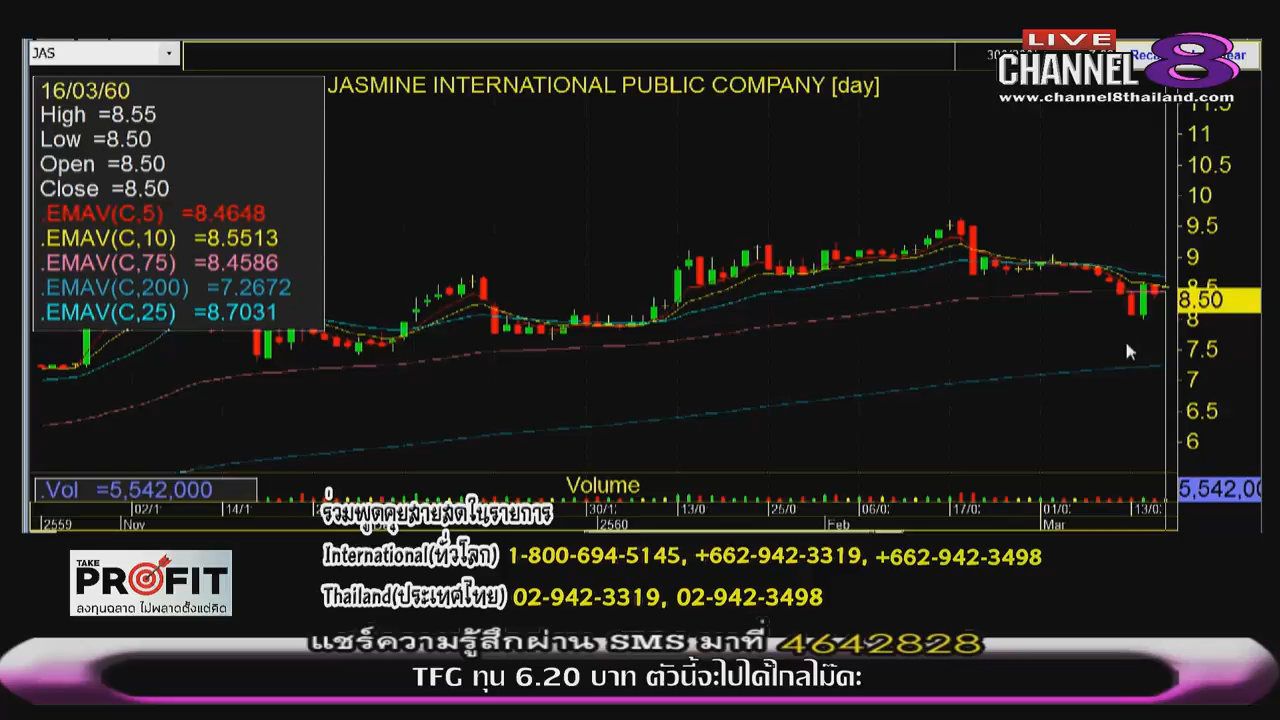 JAS
LIVE
CHANNEL 8
www.channel8thailand.com
JASMINE INTERNATIONAL PUBLIC COMPANY [day]
16/03/60
High =8.55
Low =8.50
Open =8.50
Close =8.50
.EMAV(C,5) =8.4648
.EMAV(C,10) =8.5513
.EMAV(C,75) =8.4586
.EMAV(C,200) =7.2672
.EMAV(C,25) =8.7031
11.5
11
10.5
10
9.5
9
8.5
8.50
8
7.5
7
6.5
6
.Vol =5,542,000
Volume
5,542,00
02/1 14/1 30/1 13/0 25/0 06/0 17/0 01/0 13/0
2559 Nov 2560 Feb Mar
ร่วมพูดคุยสายสดในรายการ
International(ทั่วโลก) 1-800-694-5145, +662-942-3319, +662-942-3498
Thailand(ประเทศไทย) 02-942-3319, 02-942-3498
TAKE
PROFIT
ลงทุนฉลาด ไม่พลาดตั้งแต่คิด
แชร์ความรู้สึกผ่าน SMS มาที่ 4642828
TFG ทุน 6.20 บาท ตัวนี้จะไปได้ไกลไม๊คะ